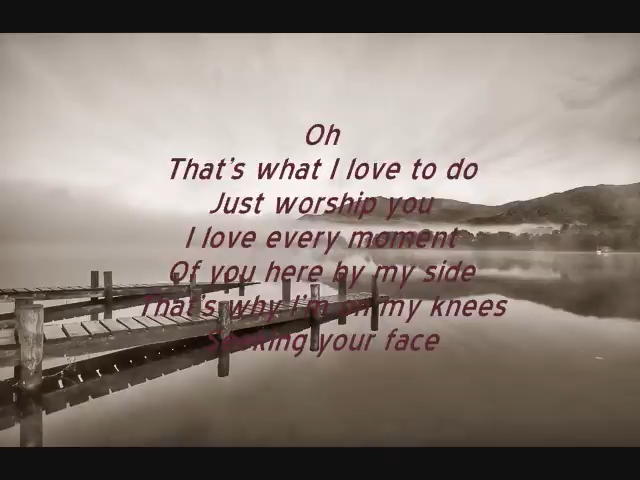 Oh
That's what I love to do
Just worship you
I love every moment
Of you here by my side
That's why I'm on my knees
Seeking your face